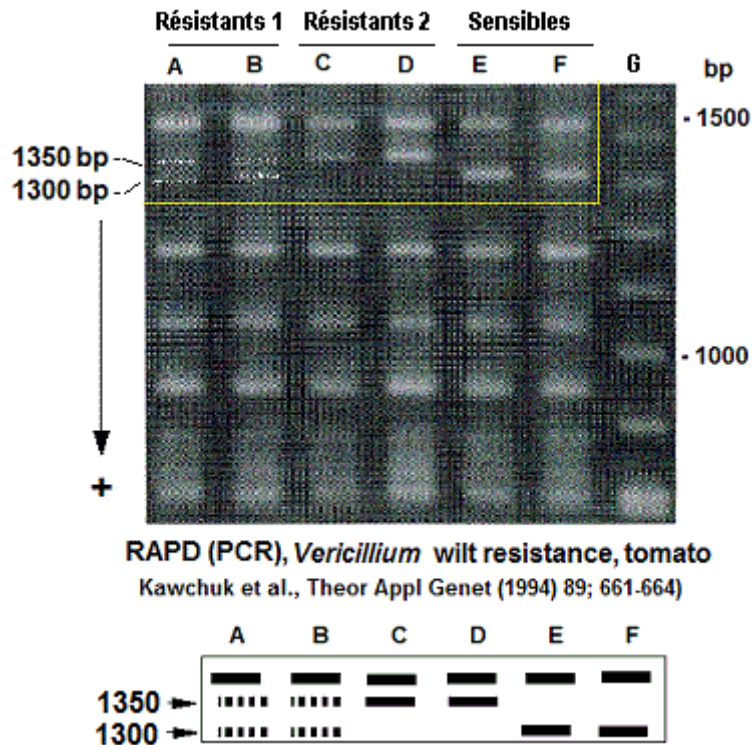 Résistants 1 Résistants 2 Sensibles
A B C D E F G bp
- 1500
1350 bp
1300 bp
- 1000
+
RAPD (PCR), Vericillium wilt resistance, tomato
Kawchuk et al., Theor Appl Genet (1994) 89; 661-664)
A B C D E F
1350
1300